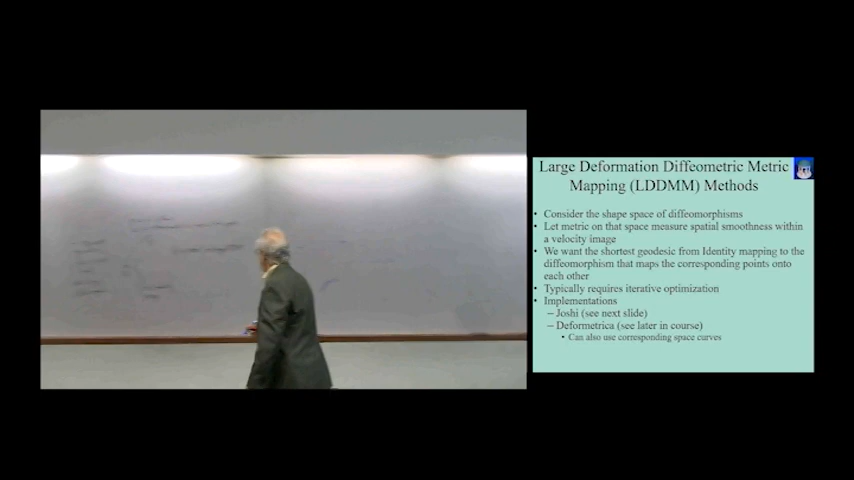 Large Deformation Diffeometric Metric
Mapping (LDDMM) Methods
• Consider the shape space of diffeomorphisms
• Let metric on that space measure spatial smoothness within
a velocity image
• We want the shortest geodesic from Identity mapping to the
diffeomorphism that maps the corresponding points onto
each other
• Typically requires iterative optimization
• Implementations
– Joshi (see next slide)
– Deformetrica (see later in course)
• Can also use corresponding space curves